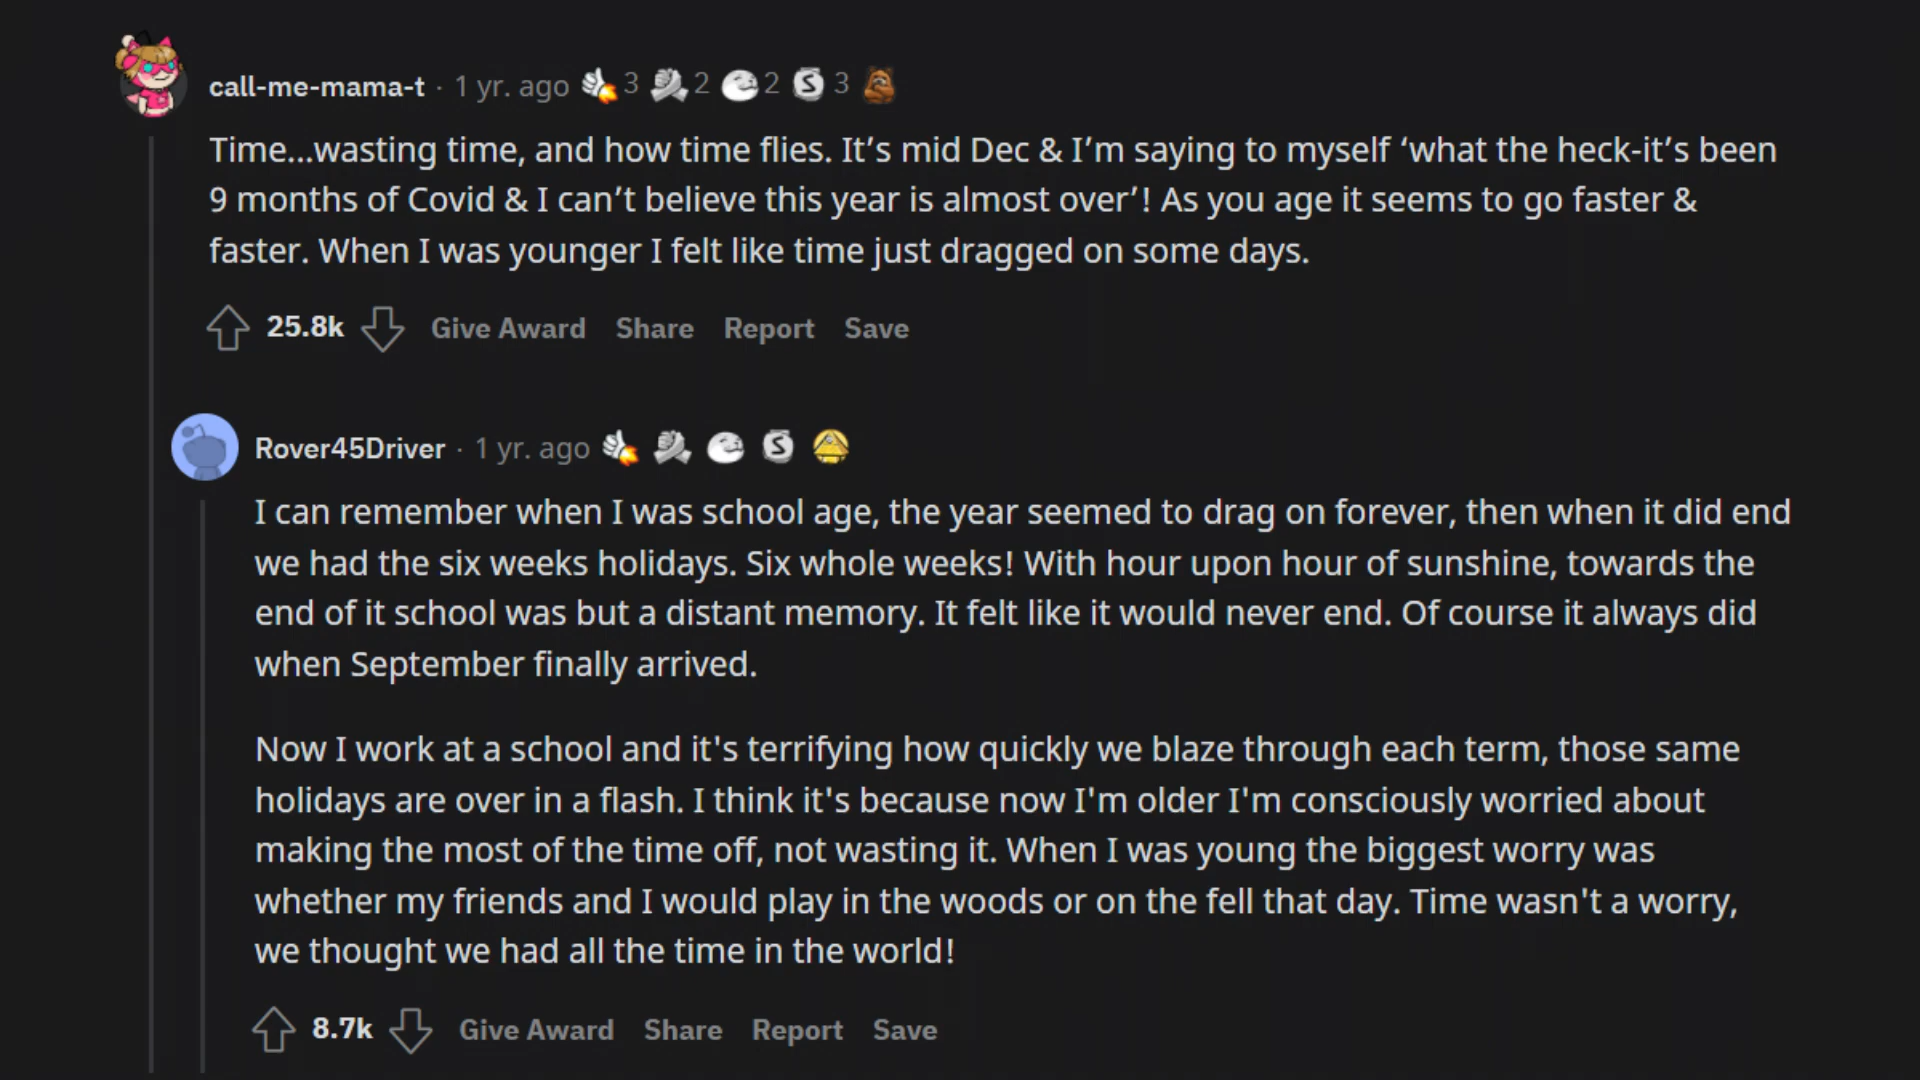 call-me-mama-t · 1 yr. ago 3 2 2 S 3
Time...wasting time, and how time flies. It’s mid Dec & I’m saying to myself ‘what the heck-it’s been
9 months of Covid & I can’t believe this year is almost over’! As you age it seems to go faster &
faster. When I was younger I felt like time just dragged on some days.
25.8k Give Award Share Report Save
Rover45Driver · 1 yr. ago S
I can remember when I was school age, the year seemed to drag on forever, then when it did end
we had the six weeks holidays. Six whole weeks! With hour upon hour of sunshine, towards the
end of it school was but a distant memory. It felt like it would never end. Of course it always did
when September finally arrived.
Now I work at a school and it's terrifying how quickly we blaze through each term, those same
holidays are over in a flash. I think it's because now I'm older I'm consciously worried about
making the most of the time off, not wasting it. When I was young the biggest worry was
whether my friends and I would play in the woods or on the fell that day. Time wasn't a worry,
we thought we had all the time in the world!
8.7k Give Award Share Report Save